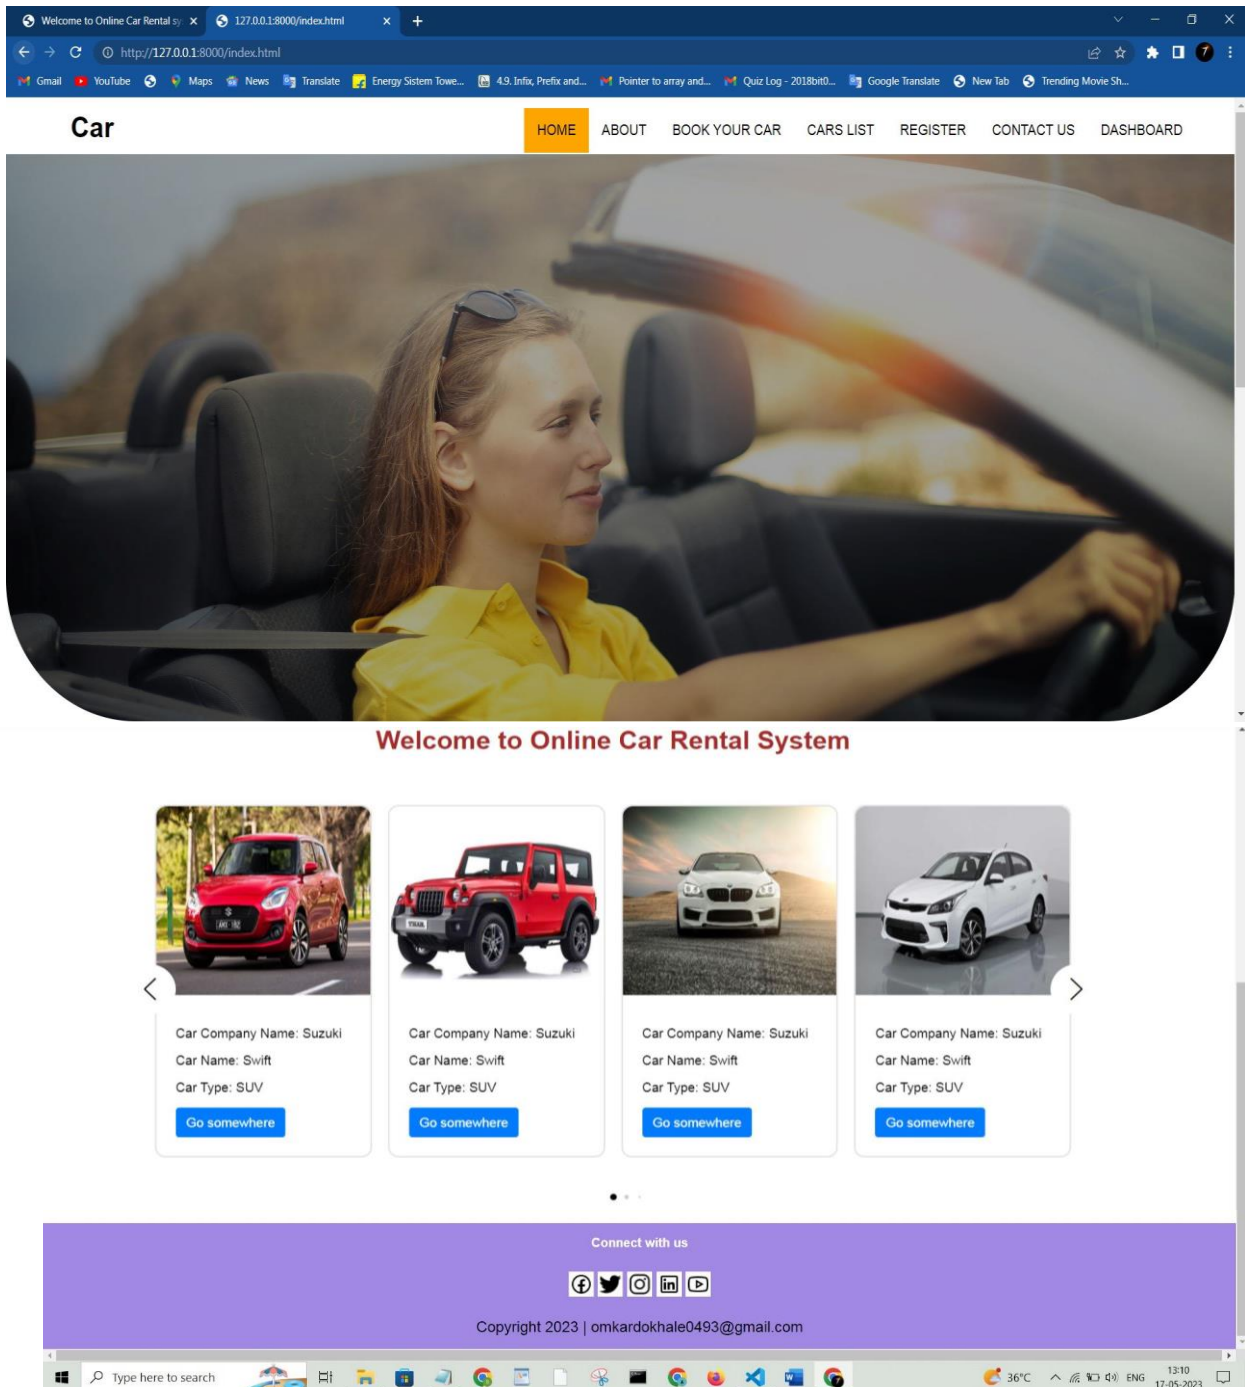 Welcome to Online Car Rental sy
127.0.0.1:8000/index.html
http://127.0.0.1:8000/index.html
Gmail YouTube Maps News Translate Energy Sistem Towe... 4.9. Infix, Prefix and... Pointer to array and... Quiz Log - 2018bit0... Google Translate New Tab Trending Movie Sh...
Car HOME ABOUT BOOK YOUR CAR CARS LIST REGISTER CONTACT US DASHBOARD
Welcome to Online Car Rental System
THAR
Car Company Name: Suzuki Car Company Name: Suzuki Car Company Name: Suzuki Car Company Name: Suzuki
Car Name: Swift Car Name: Swift Car Name: Swift Car Name: Swift
Car Type: SUV Car Type: SUV Car Type: SUV Car Type: SUV
Go somewhere Go somewhere Go somewhere Go somewhere
Connect with us
Copyright 2023 | omkardokhale0493@gmail.com
Type here to search 36°C ENG 13:10
17-05-2023